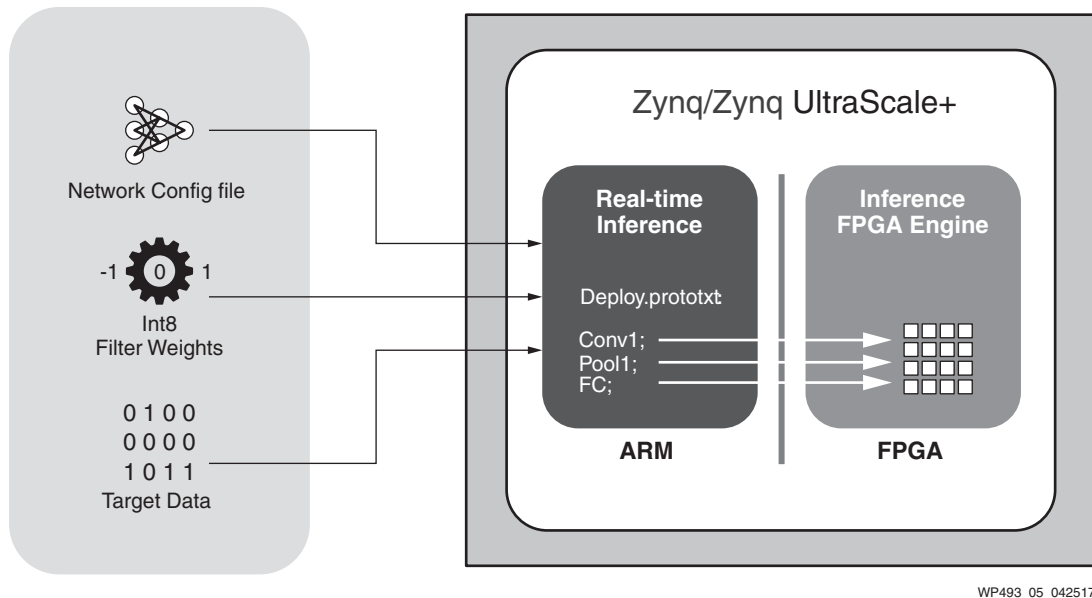 Network Config file
-1 0 1
Int8
Filter Weights
0 1 0 0
0 0 0 0
1 0 1 1
Target Data
Zynq/Zynq UltraScale+
Real-time
Inference
Deploy.prototxt:
Conv1;
Pool1;
FC;
ARM
Inference
FPGA Engine
FPGA
WP493_05_042517